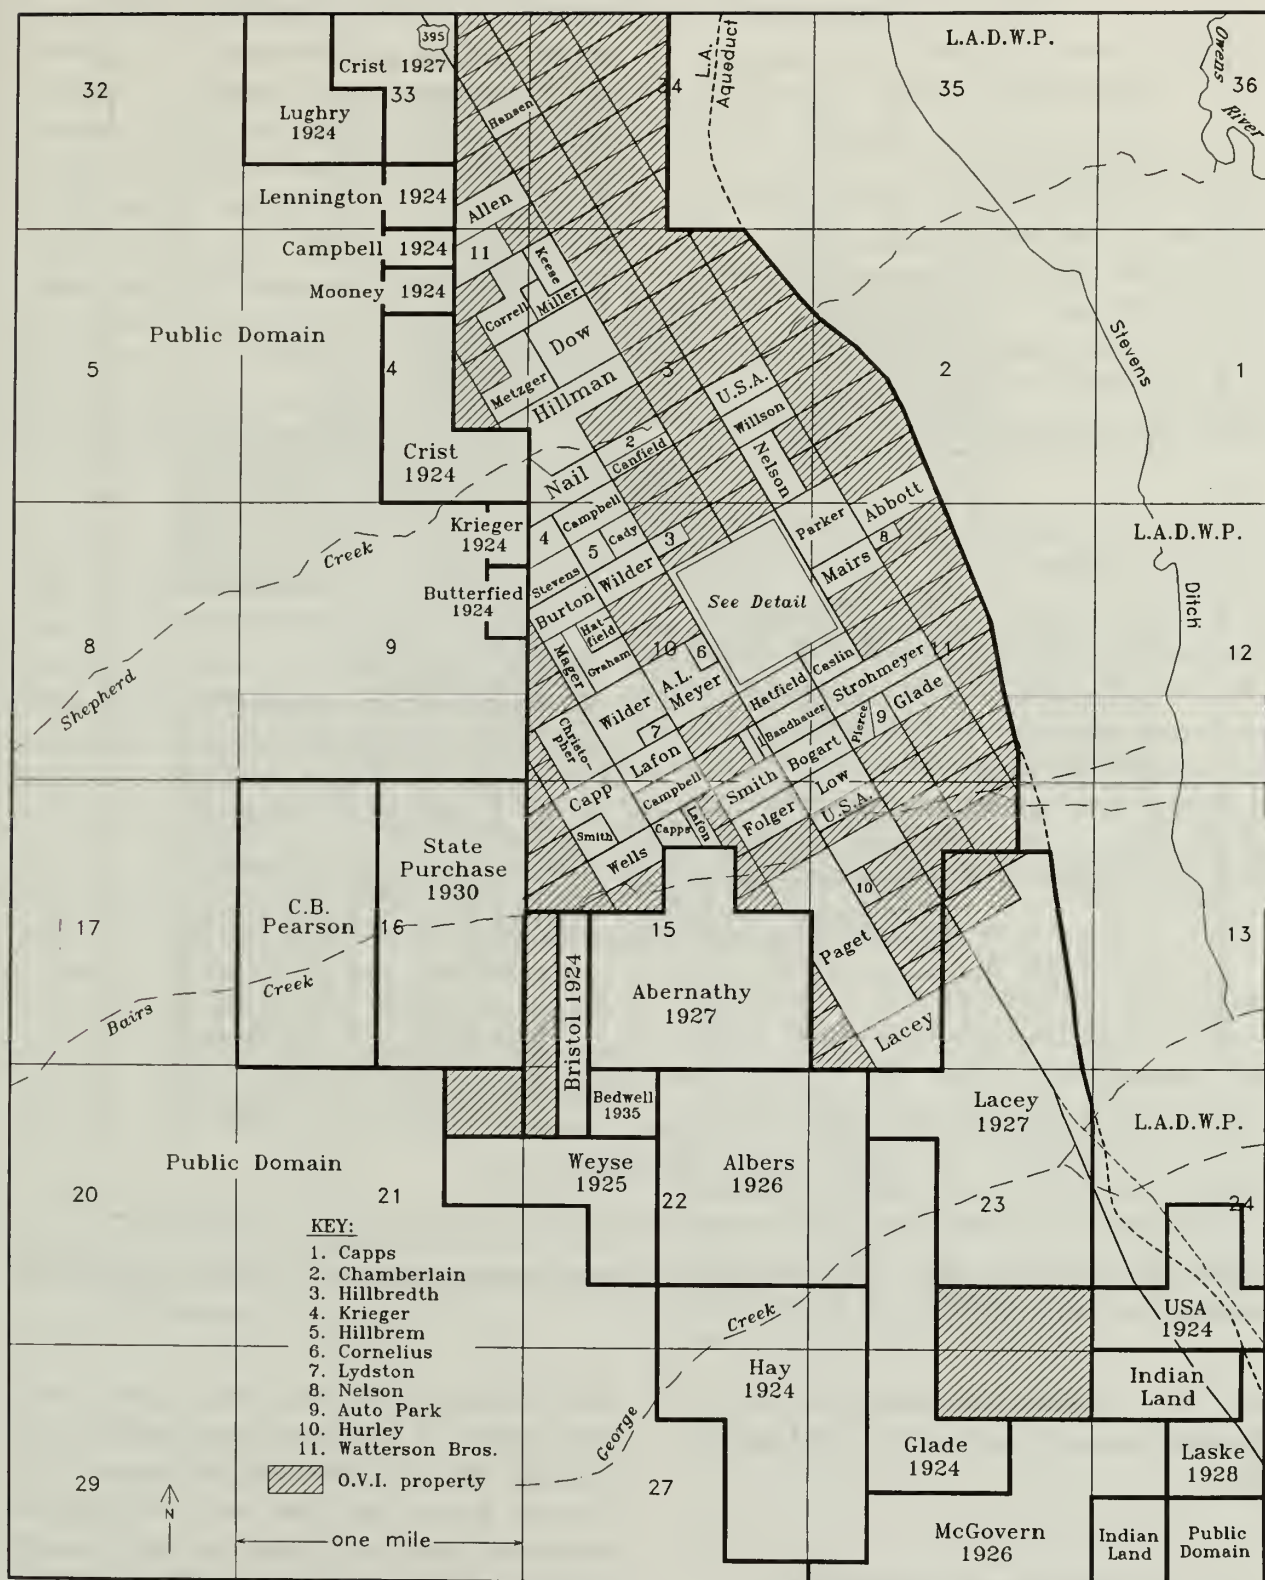 395
L.A.
Aqueduct
L.A.D.W.P.
Owens
River
32
Crist 1927
33
34
35
36
Lughry
1924
Hansen
Lennington 1924
Allen
Campbell 1924
11
Keese
Mooney 1924
Correll
Miller
Public Domain
Dow
Stevens
5
4
Metzger
Hillman
3
U.S.A.
2
1
Willson
Crist
1924
2
Canfield
Nelson
Nail
Abbott
Krieger
1924
4
Campbell
Parker
8
L.A.D.W.P.
Creek
5
Cady
3
Stevens
Wilder
Mairs
Butterfied
1924
Burton
See Detail
Ditch
8
9
Hat-
field
10
6
11
12
Mager
Graham
Caslin
Shepherd
A.L.
Meyer
Hatfield
Strohmeyer
Wilder
Glade
Christo-
pher
7
1
Bandhauer
Pierce
9
Lafon
Bogart
Capp
Campbell
Smith
Low
Smith
Capps
Lafon
Folger
U.S.A.
State
Purchase
1930
Wells
10
C.B.
Pearson
17
16
15
13
Paget
Bairs
Creek
Bristol 1924
Abernathy
1927
Lacey
Bedwell
1935
Lacey
1927
L.A.D.W.P.
Public Domain
Weyse
1925
Albers
1926
20
21
22
23
24
KEY:
1. Capps
2. Chamberlain
3. Hillbredth
4. Krieger
5. Hillbrem
6. Cornelius
7. Lydston
8. Nelson
9. Auto Park
10. Hurley
11. Watterson Bros.
O.V.I. property
Creek
USA
1924
Hay
1924
Indian
Land
George
Glade
1924
Laske
1928
29
27
N
one mile
McGovern
1926
Indian
Land
Public
Domain